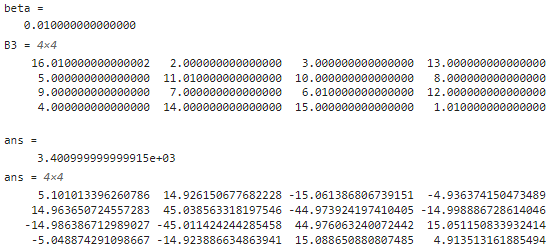 beta =
0.010000000000000
B3 = 4×4
16.010000000000002 2.000000000000000 3.000000000000000 13.000000000000000
5.000000000000000 11.010000000000000 10.000000000000000 8.000000000000000
9.000000000000000 7.000000000000000 6.010000000000000 12.000000000000000
4.000000000000000 14.000000000000000 15.000000000000000 1.010000000000000
ans =
3.400999999999915e+03
ans = 4×4
5.101013396260786 14.926150677682228 -15.061386806739151 -4.936374150473489
14.963650724557283 45.038563318197546 -44.973924197410405 -14.998886728614046
-14.986386712989027 -45.011424244285458 44.976063240072442 15.051150833932414
-5.048874291098667 -14.923886634863941 15.088650880807485 4.913513161885494